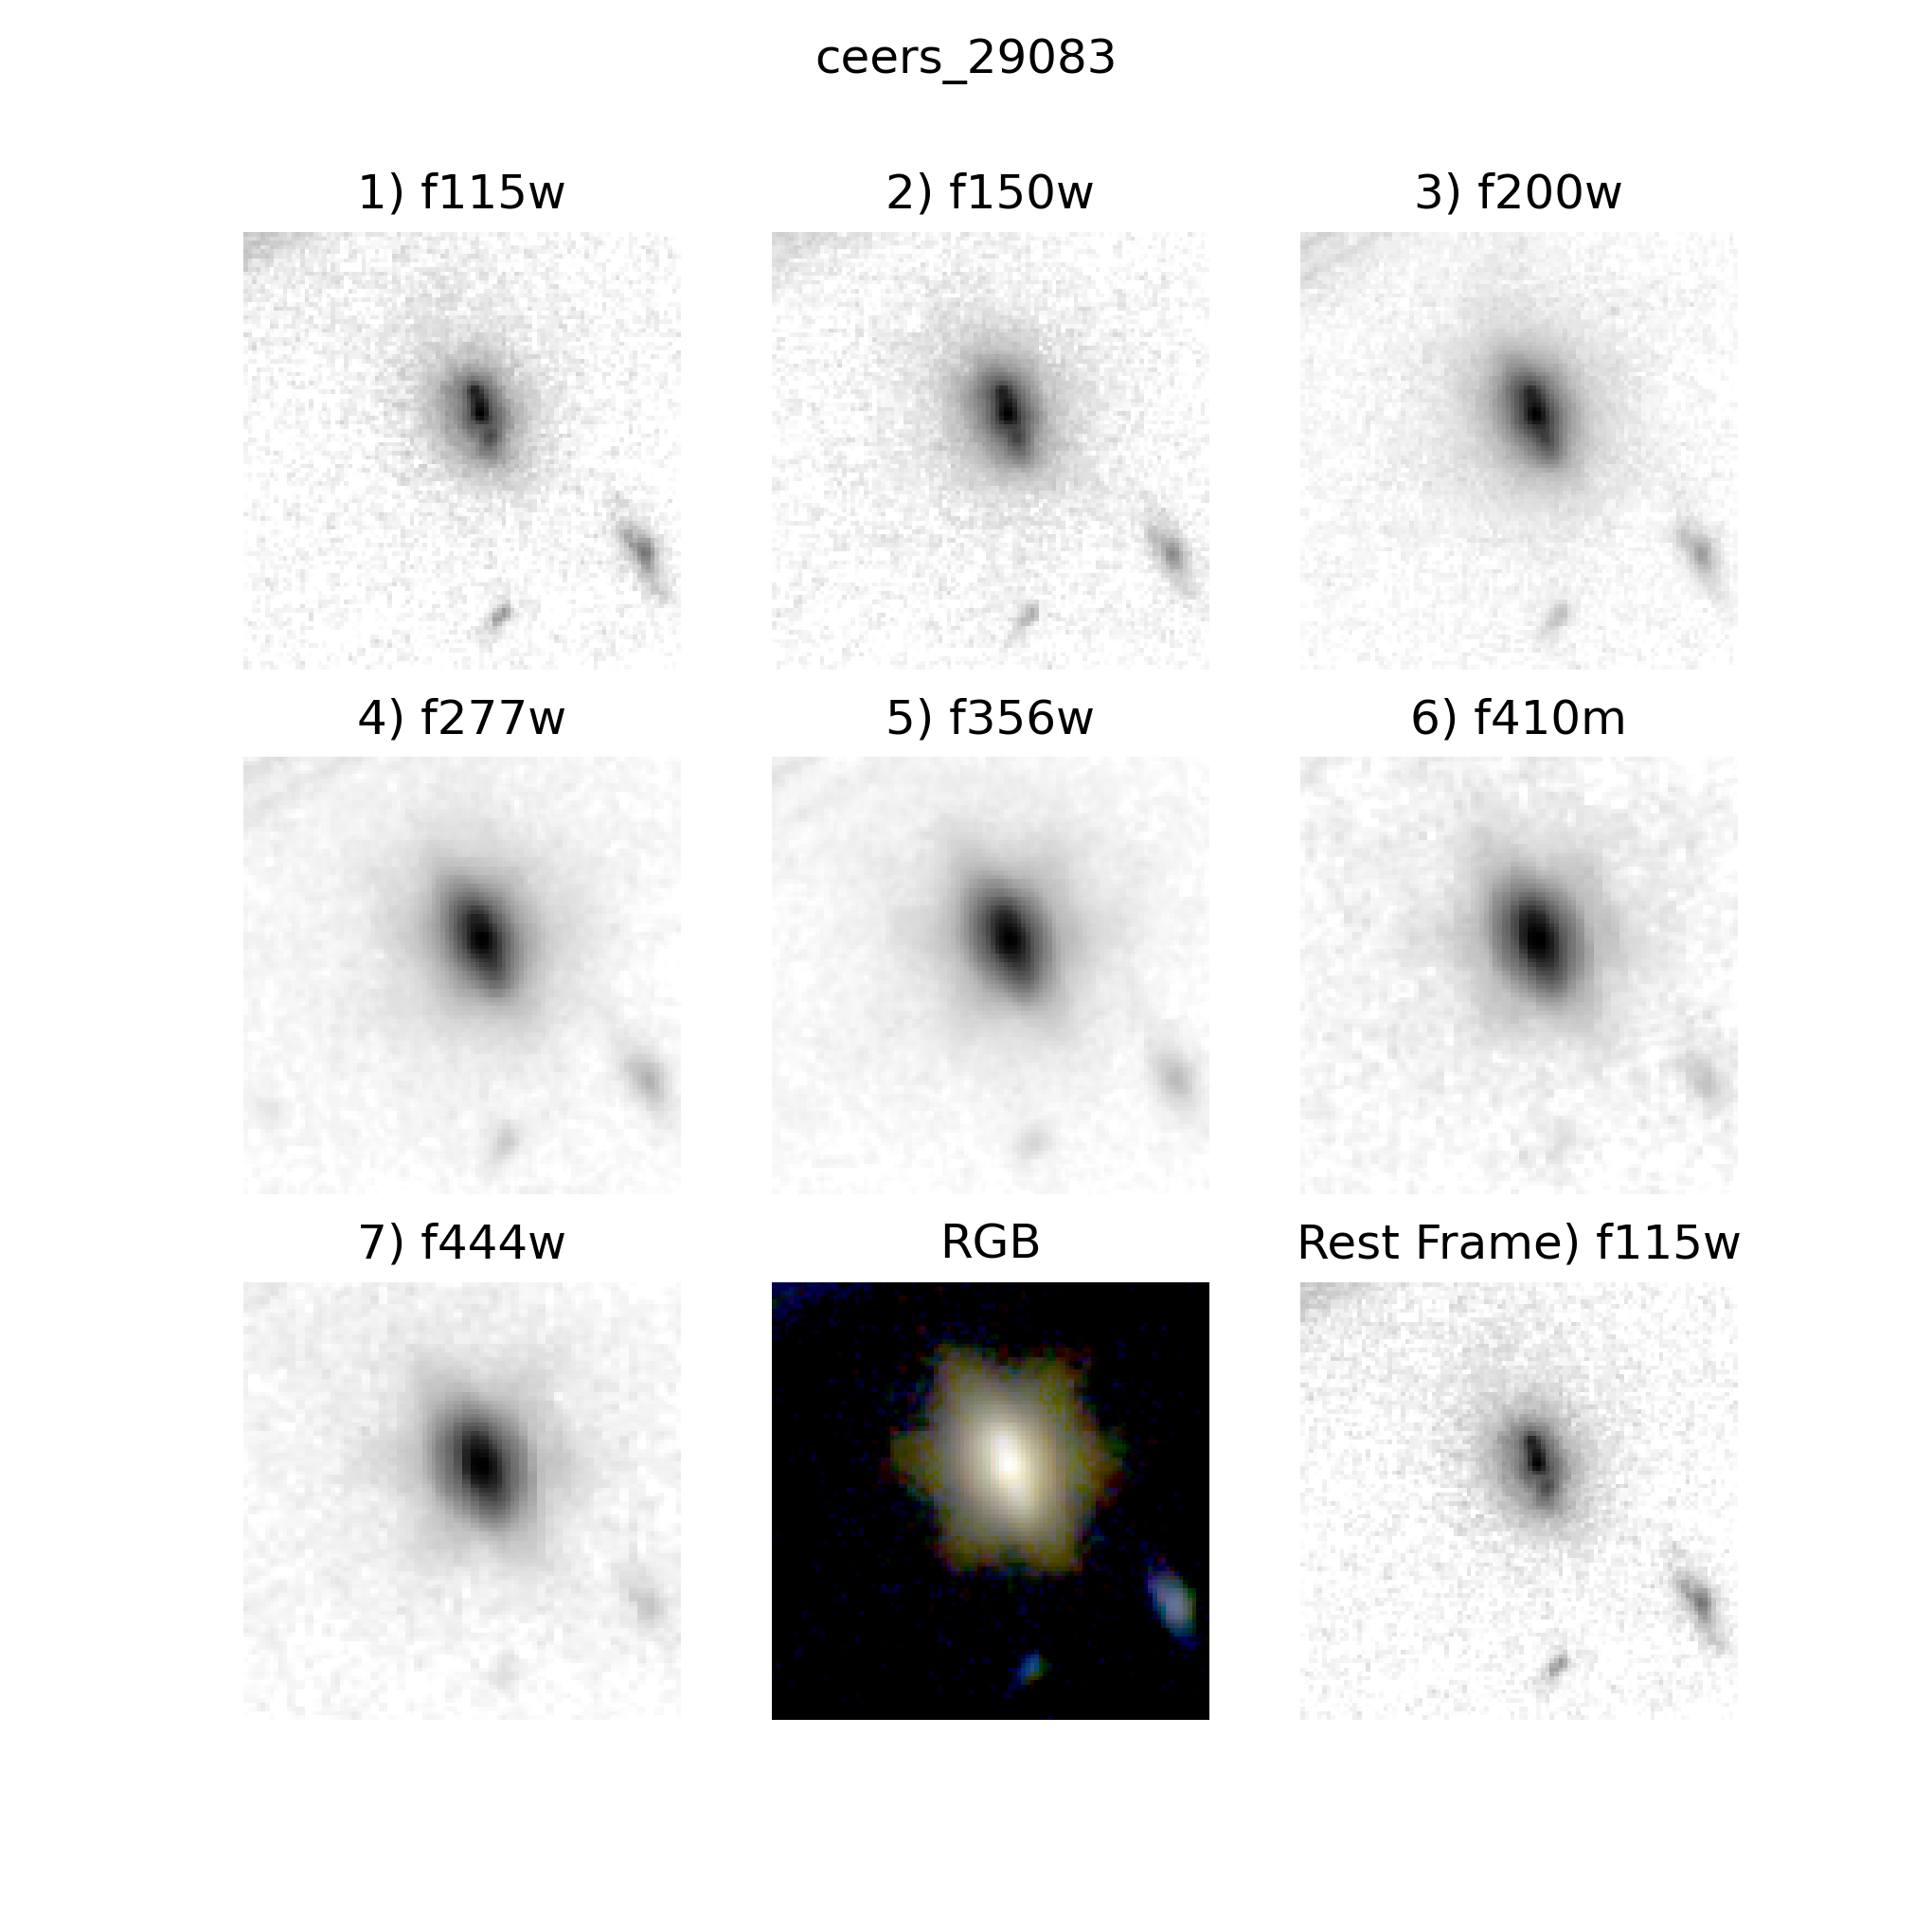 ceers_29083
1) f115w
2) f150w
3) f200w
4) f277w
5) f356w
6) f410m
7) f444w
RGB
Rest Frame) f115w